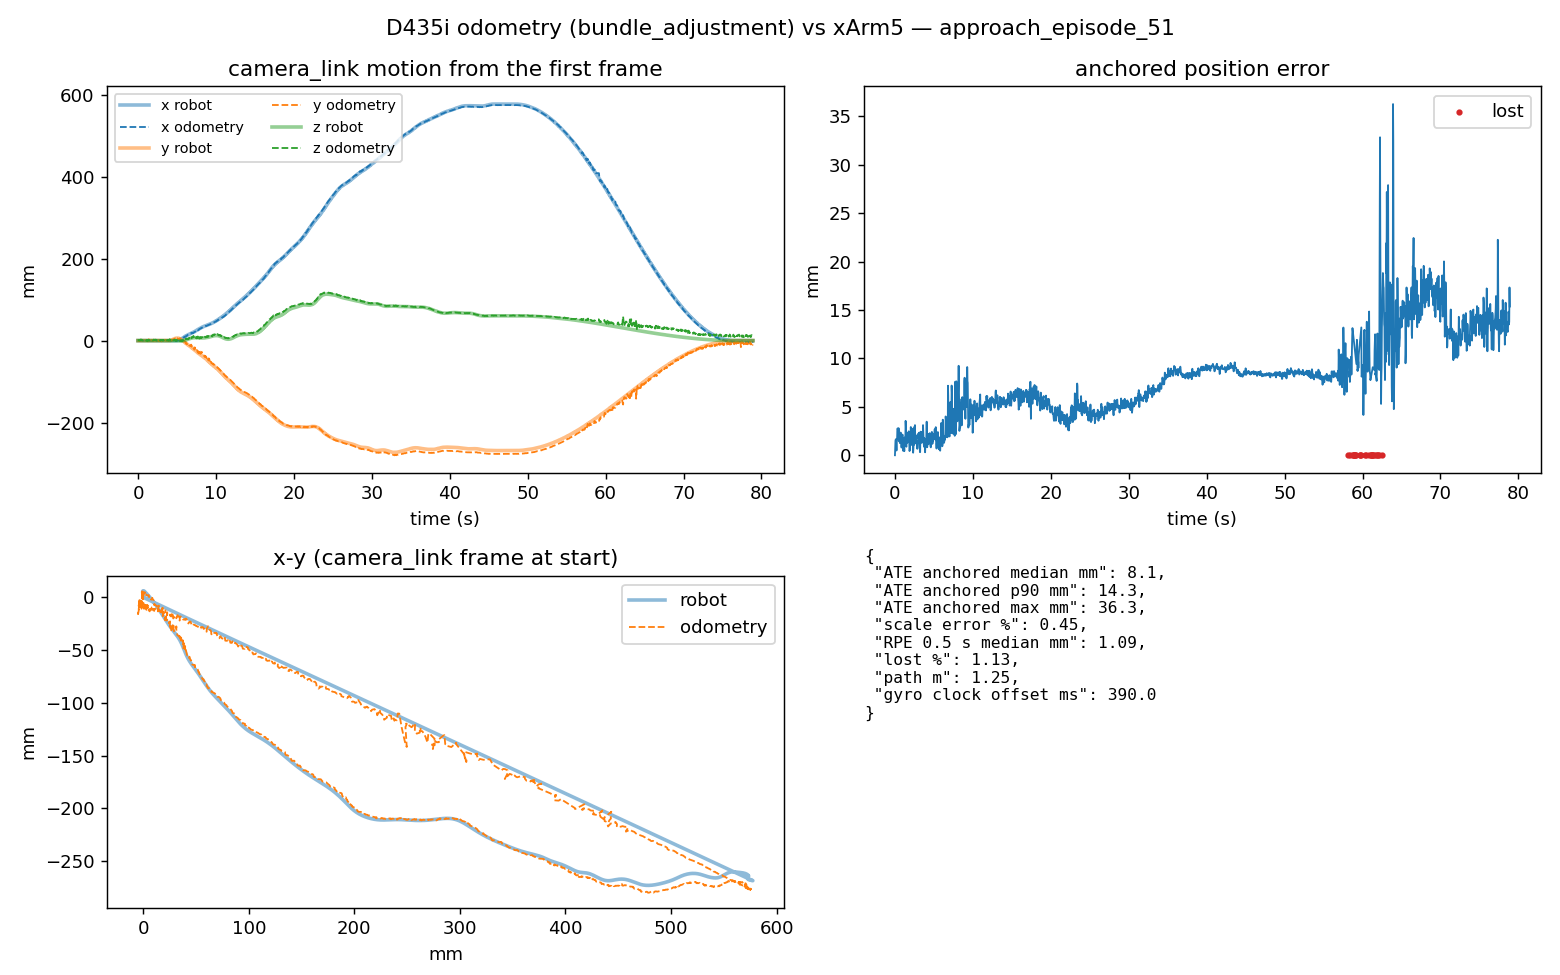 D435i odometry (bundle_adjustment) vs xArm5 — approach_episode_51
camera_link motion from the first frame
x robot
x odometry
y robot
y odometry
z robot
z odometry
600
400
200
0
−200
mm
0 10 20 30 40 50 60 70 80
time (s)
anchored position error
lost
35
30
25
20
15
10
5
0
mm
0 10 20 30 40 50 60 70 80
time (s)
x-y (camera_link frame at start)
robot
odometry
0
−50
−100
−150
−200
−250
mm
0 100 200 300 400 500 600
mm
{
"ATE anchored median mm": 8.1,
"ATE anchored p90 mm": 14.3,
"ATE anchored max mm": 36.3,
"scale error %": 0.45,
"RPE 0.5 s median mm": 1.09,
"lost %": 1.13,
"path m": 1.25,
"gyro clock offset ms": 390.0
}